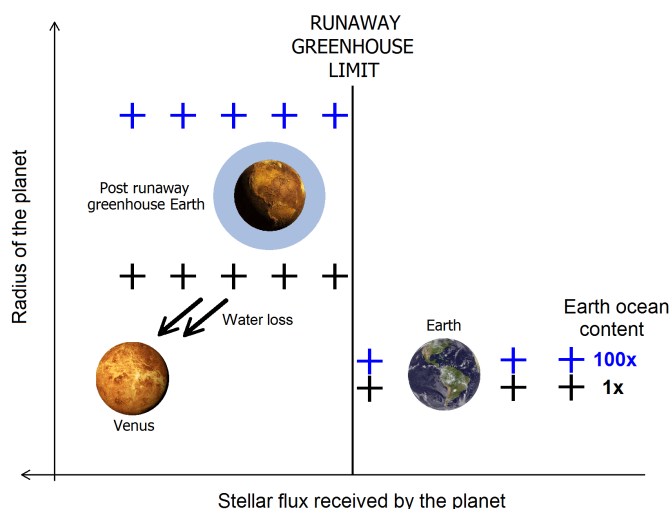 RUNAWAY
GREENHOUSE
LIMIT
Radius of the planet
Post runaway
greenhouse Earth
Water loss
Venus
Earth
Earth ocean
content
100x
1x
Stellar flux received by the planet